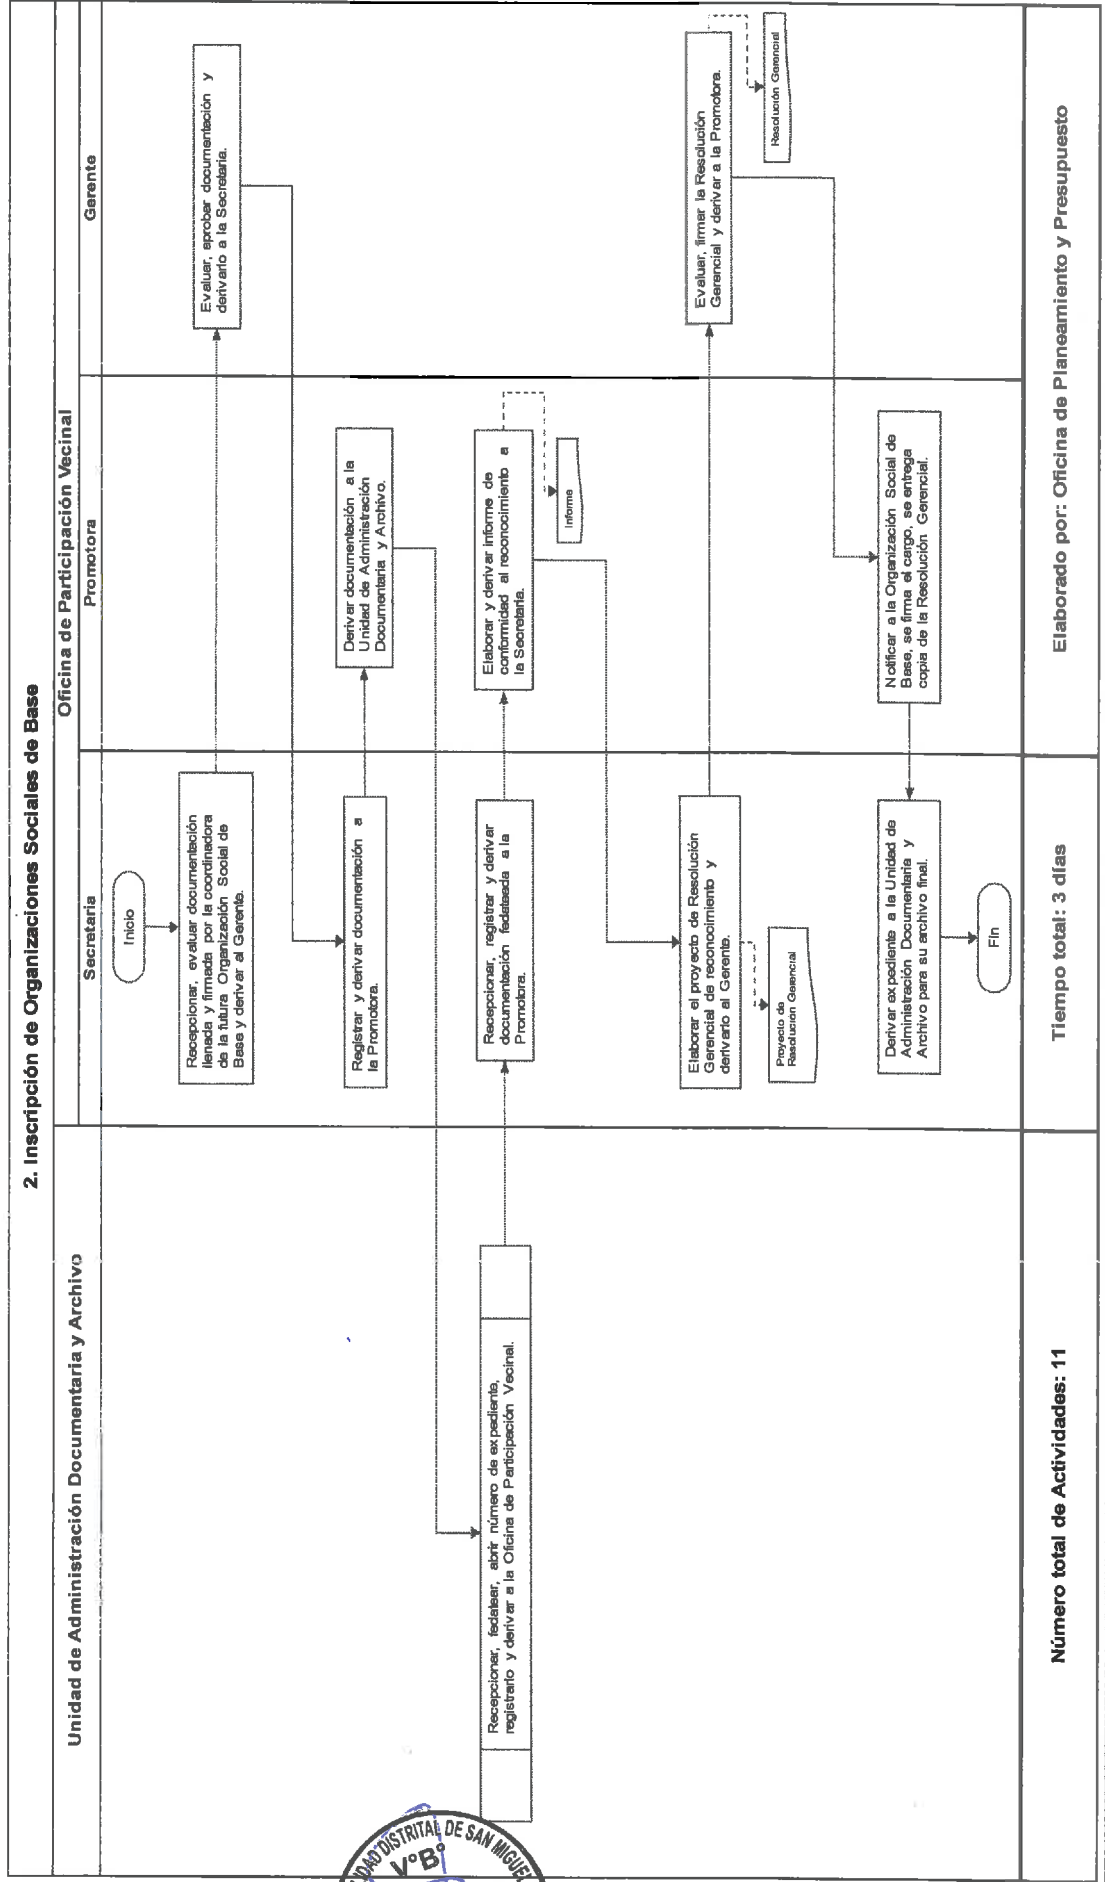 2. Inscripción de Organizaciones Sociales de Base
Unidad de Administración Documentaria y Archivo
Oficina de Participación Vecinal
Secretaria
Promotora
Gerente
Inicio
Recepcionar, evaluar documentación
llenada y firmada por la coordinadora
de la futura Organización Social de
Base y derivar al Gerente.
Evaluar, aprobar documentación y
derivarlo a la Secretaria.
Registrar y derivar documentación a
la Promotora.
Derivar documentación a la
Unidad de Administración
Documentaria y Archivo.
Recepcionar, fedatear, abrir número de expediente,
registrarlo y derivar a la Oficina de Participación Vecinal.
Recepcionar, registrar y derivar
documentación fedateada a la
Promotora.
Elaborar y derivar informe de
conformidad al reconocimiento a
la Secretaria.
Informe
Elaborar el proyecto de Resolución
Gerencial de reconocimiento y
derivarlo al Gerente.
Proyecto de
Resolución Gerencial
Evaluar, firmar la Resolución
Gerencial y derivar a la Promotora.
Resolución Gerencial
Notificar a la Organización Social de
Base, se firma el cargo, se entrega
copia de la Resolución Gerencial.
Derivar expediente a la Unidad de
Administración Documentaria y
Archivo para su archivo final.
Fin
Número total de Actividades: 11
Tiempo total: 3 días
Elaborado por: Oficina de Planeamiento y Presupuesto
DISTRITAL DE SAN MIGUEL
V°B°